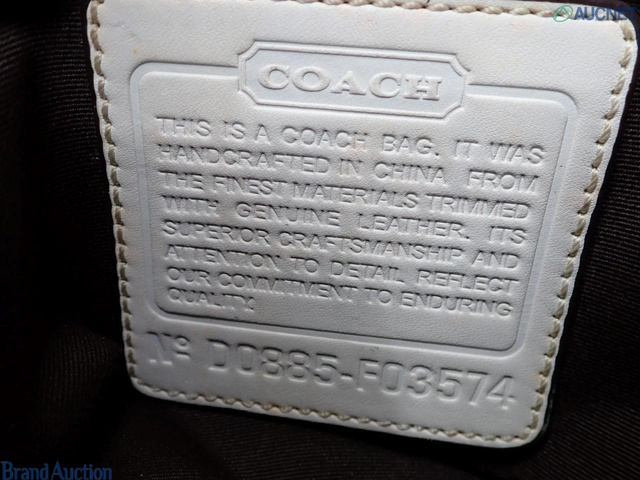 AUCNET
COACH
THIS IS A COACH BAG. IT WAS
HANDCRAFTED IN CHINA FROM
THE FINEST MATERIALS TRIMMED
WITH GENUINE LEATHER. ITS
SUPERIOR CRAFTSMANSHIP AND
ATTENTION TO DETAIL REFLECT
OUR COMMITMENT TO ENDURING
QUALITY.
Nº D0885-F03574
Brand Auction